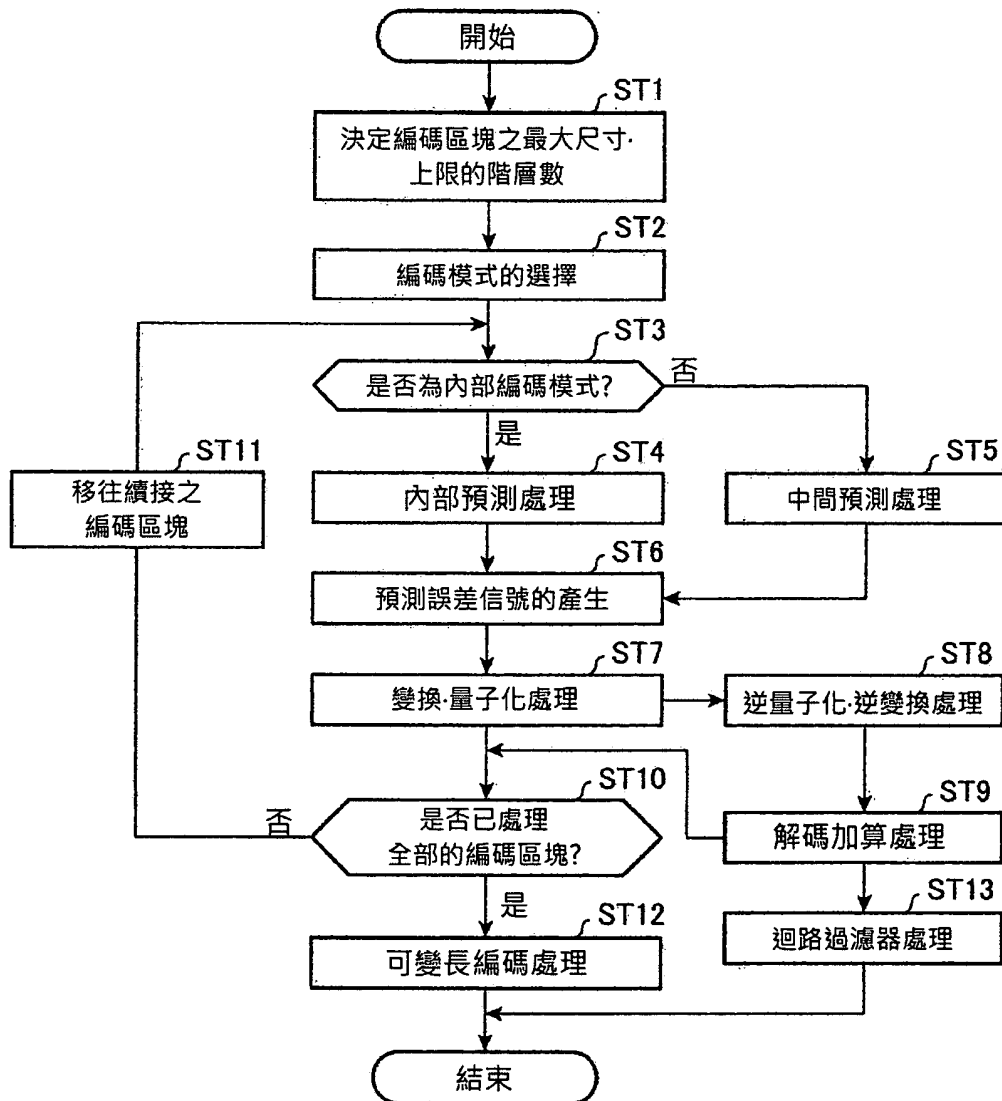 開始
ST1
決定編碼區塊之最大尺寸·
上限的階層數
ST2
編碼模式的選擇
ST3
是否為內部編碼模式?
否
是
ST11
移往續接之
編碼區塊
ST4
內部預測處理
ST5
中間預測處理
ST6
預測誤差信號的產生
ST7
變換·量子化處理
ST8
逆量子化·逆變換處理
ST10
是否已處理
全部的編碼區塊?
否
是
ST9
解碼加算處理
ST12
可變長編碼處理
ST13
迴路過濾器處理
結束